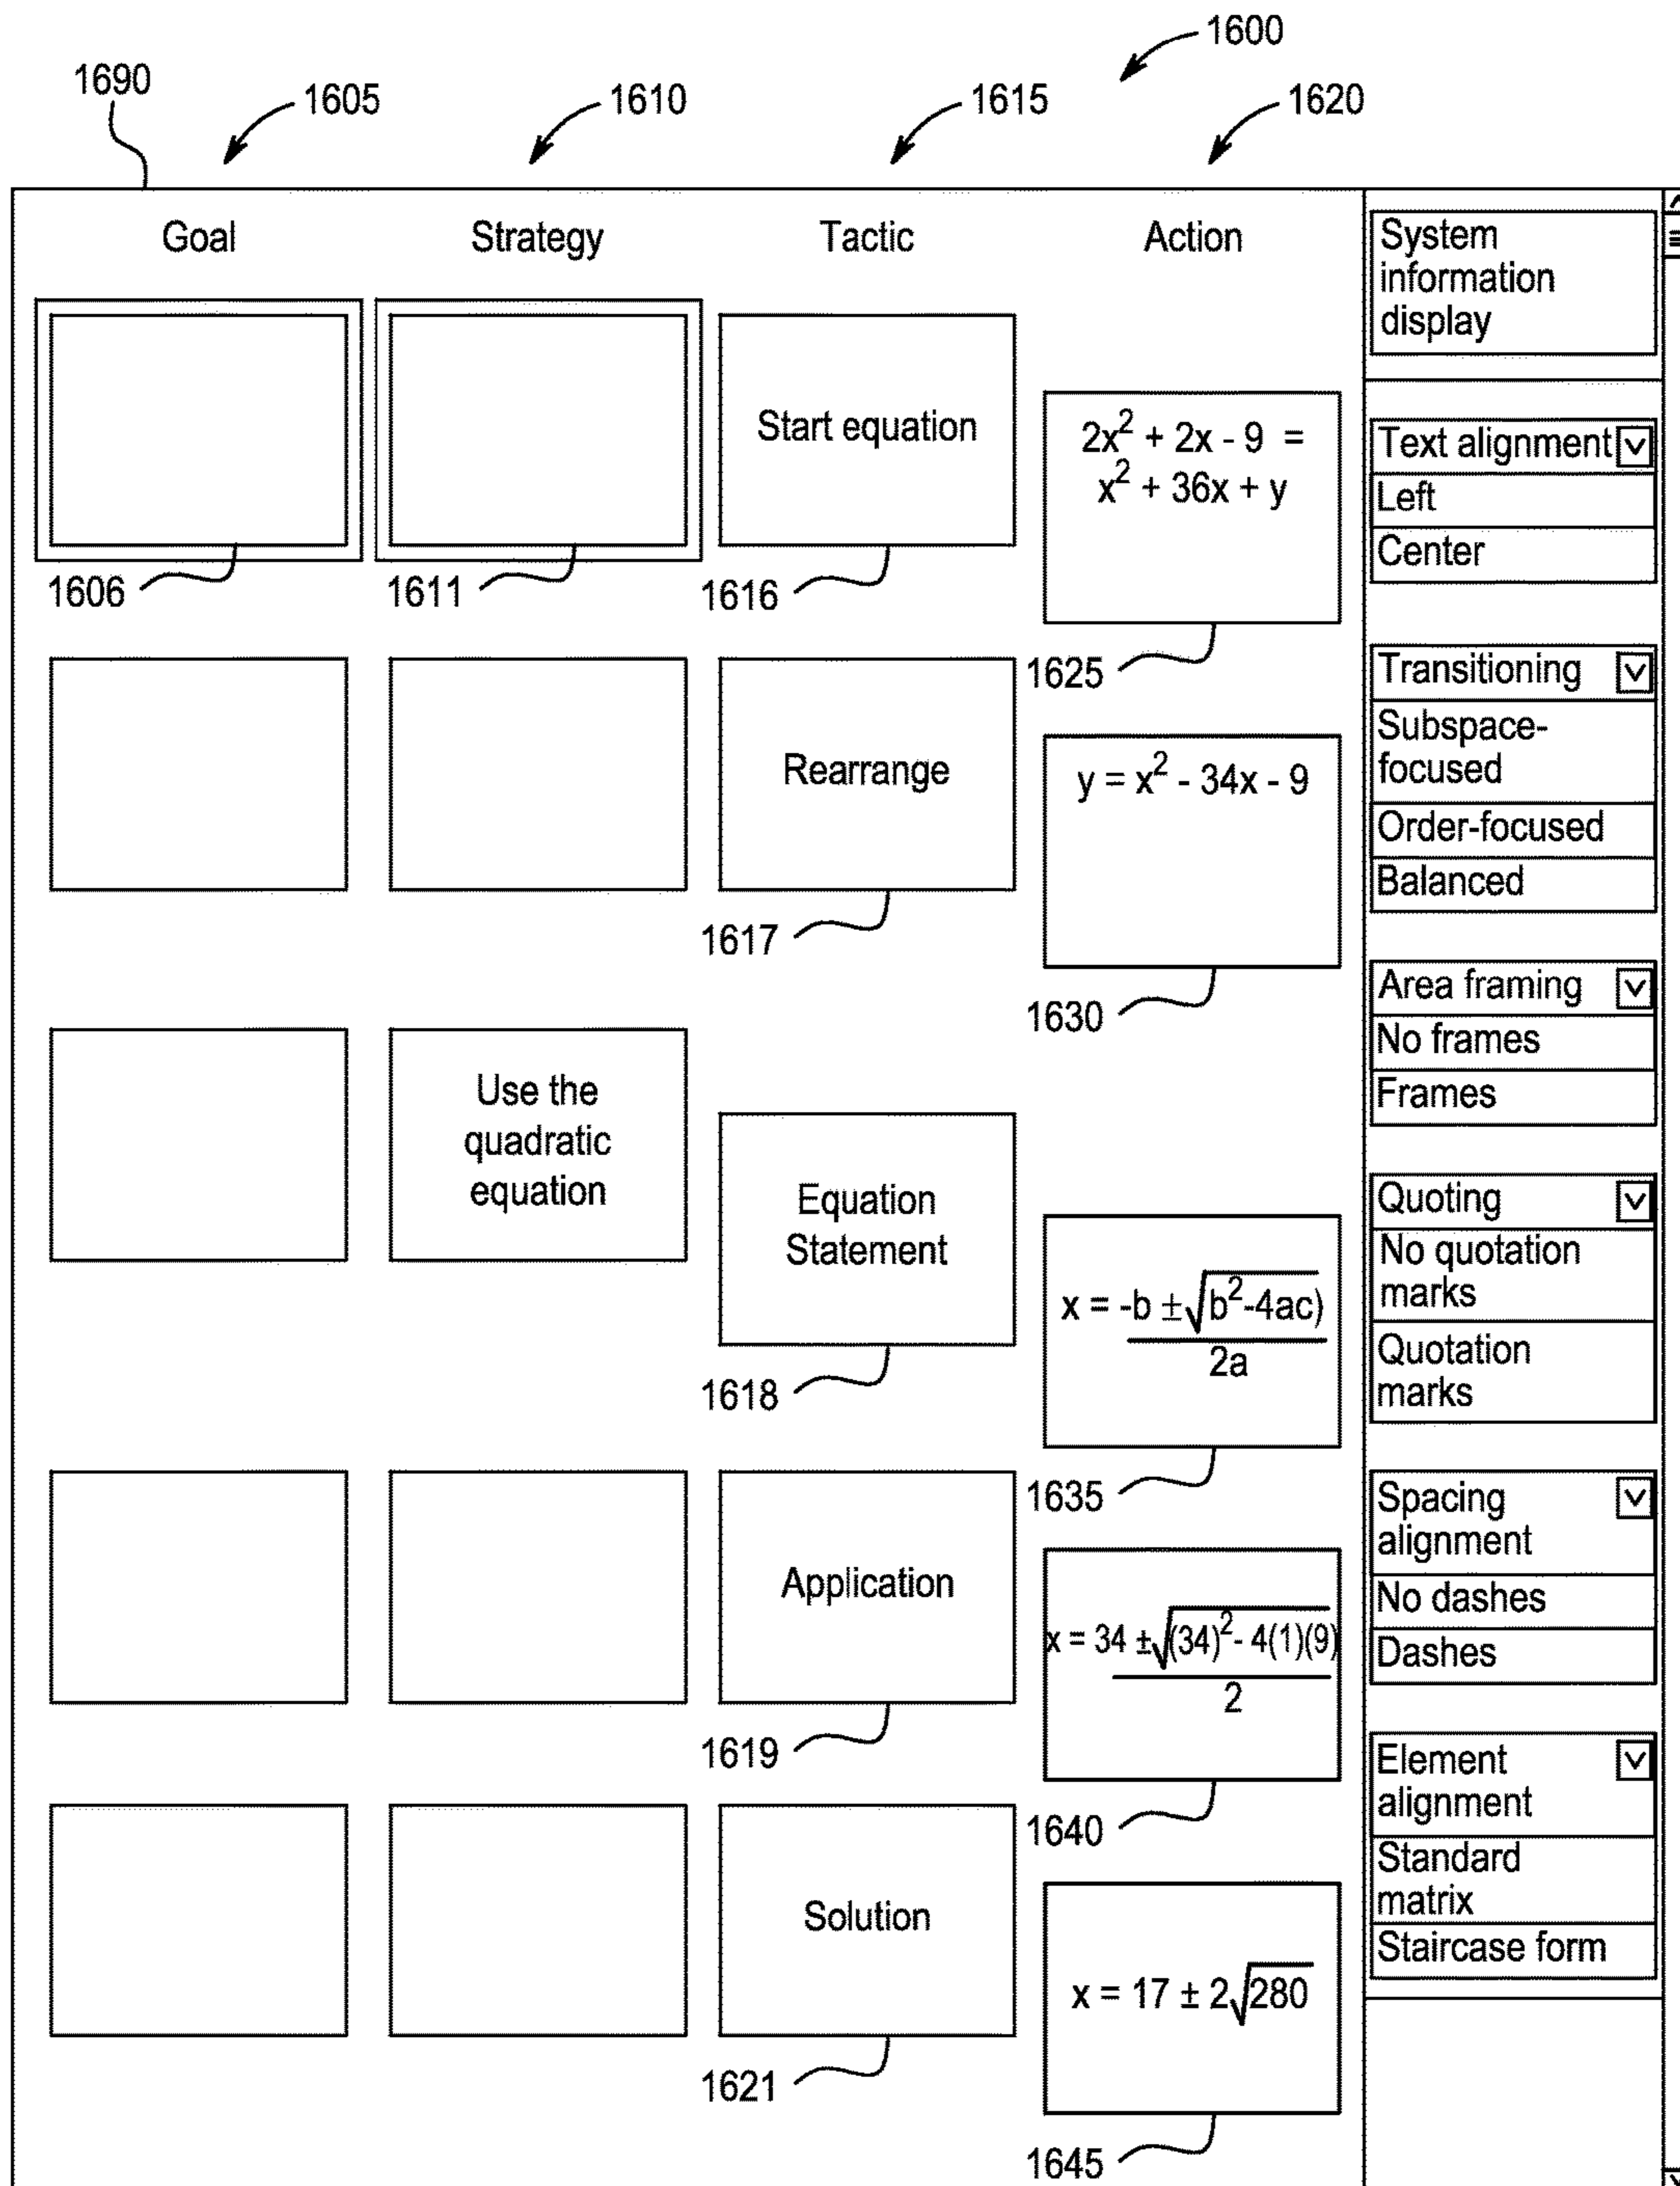 1600
1690
1605
1610
1615
1620
Goal
Strategy
Tactic
Action
Start equation
2x² + 2x - 9 =
x² + 36x + y
1606
1611
1616
1625
Rearrange
y = x² - 34x - 9
1617
1630
Use the
quadratic
equation
Equation
Statement
x = -b ± √b²-4ac)
2a
1618
1635
Application
x = 34 ± √(34)² - 4(1)(9)
2
1619
1640
Solution
x = 17 ± 2√280
1621
1645
System
information
display
Text alignment
Left
Center
Transitioning
Subspace-
focused
Order-focused
Balanced
Area framing
No frames
Frames
Quoting
No quotation
marks
Quotation
marks
Spacing
alignment
No dashes
Dashes
Element
alignment
Standard
matrix
Staircase form